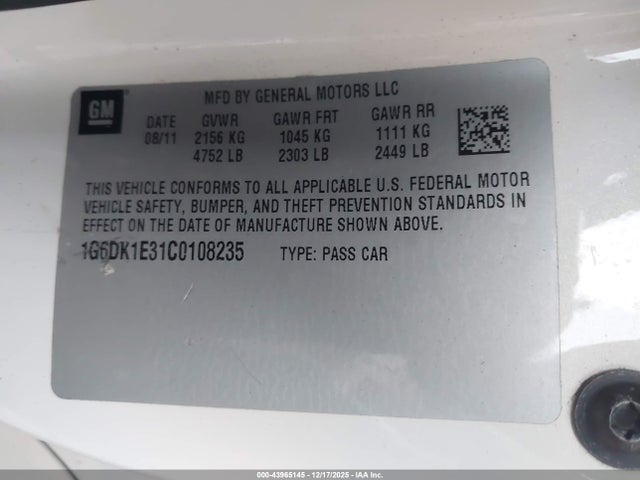 GM
MFD BY GENERAL MOTORS LLC
DATE GVWR GAWR FRT GAWR RR
08/11 2156 KG 1045 KG 1111 KG
4752 LB 2303 LB 2449 LB
THIS VEHICLE CONFORMS TO ALL APPLICABLE U.S. FEDERAL MOTOR
VEHICLE SAFETY, BUMPER, AND THEFT PREVENTION STANDARDS IN
EFFECT ON THE DATE OF MANUFACTURE SHOWN ABOVE.
1G6DK1E31C0108235 TYPE: PASS CAR
000-43965145 - 12/17/2025 - IAA Inc.